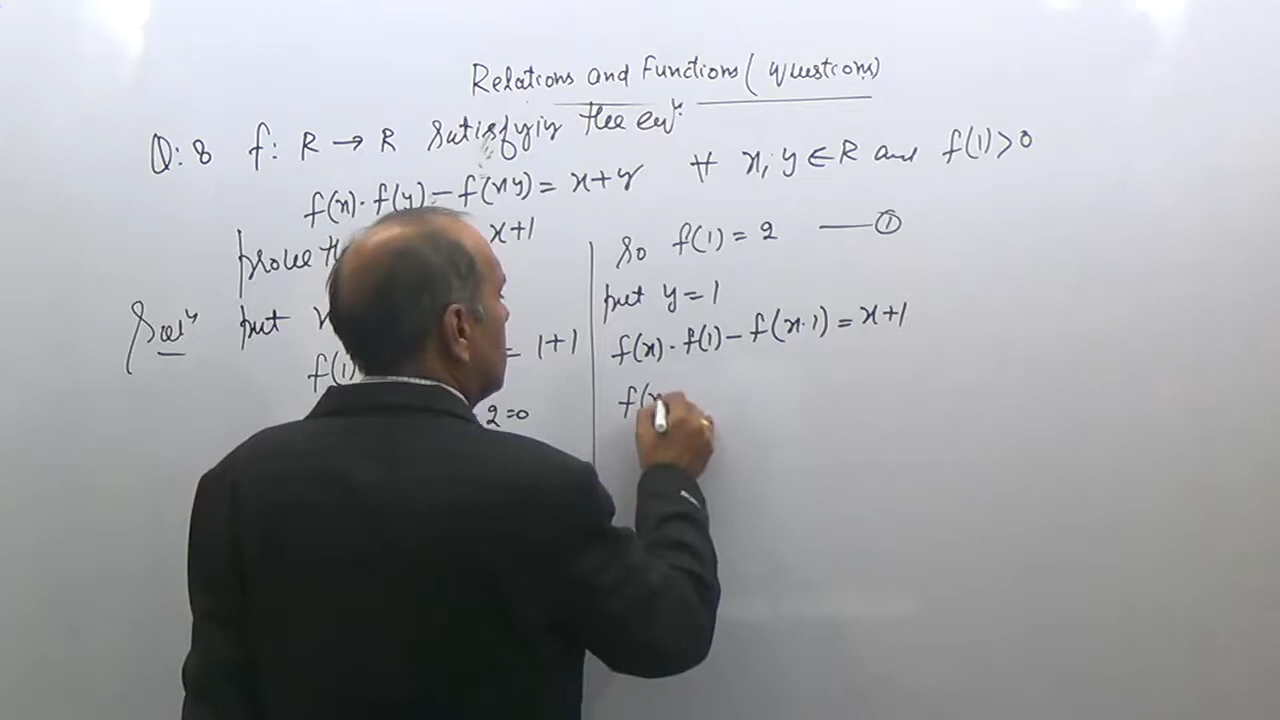 Relations and Functions (Questions)
Q: 8 f: R → R Satisfying the eqⁿ
f(x)·f(y) - f(xy) = x+y ∀ x, y ∈ R and f(1)>0
prove x+1
Solⁿ put
f(1) = 1+1
2=0
So f(1) = 2 —— ①
put y = 1
f(x)·f(1) - f(x·1) = x+1
f(x